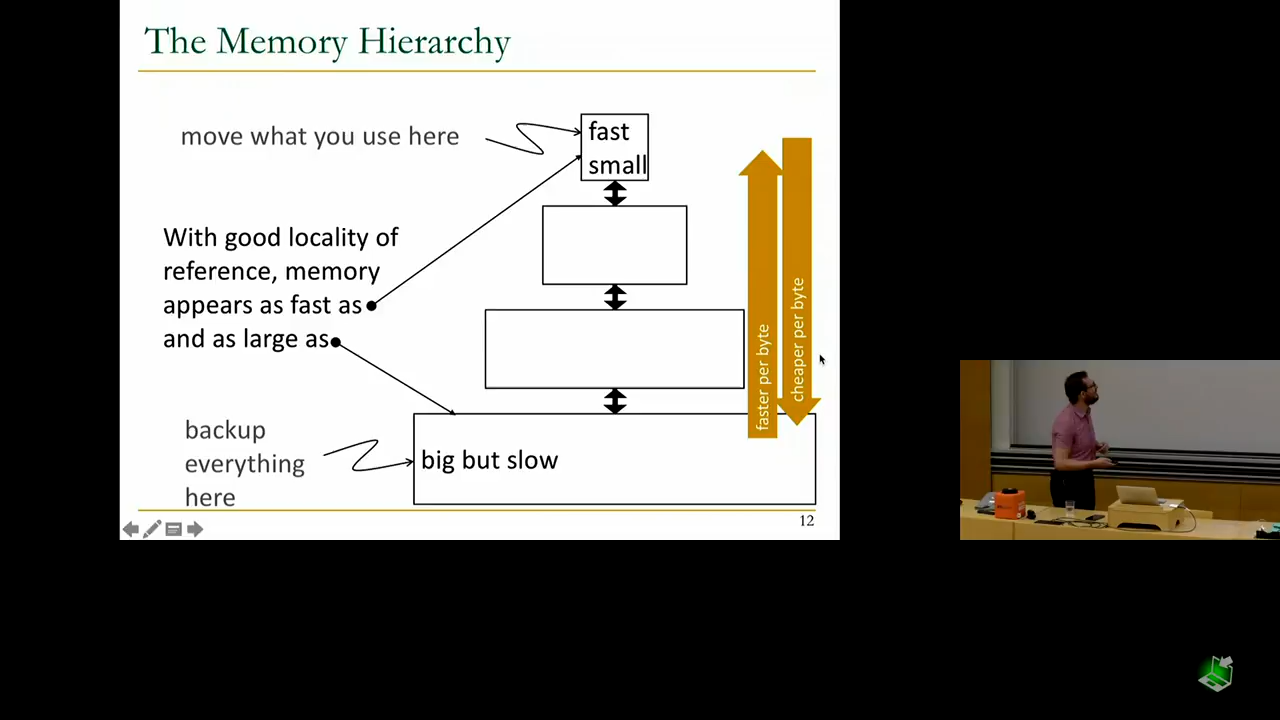 The Memory Hierarchy
move what you use here
fast
small
With good locality of
reference, memory
appears as fast as
and as large as
faster per byte
cheaper per byte
backup
everything
here
big but slow
12